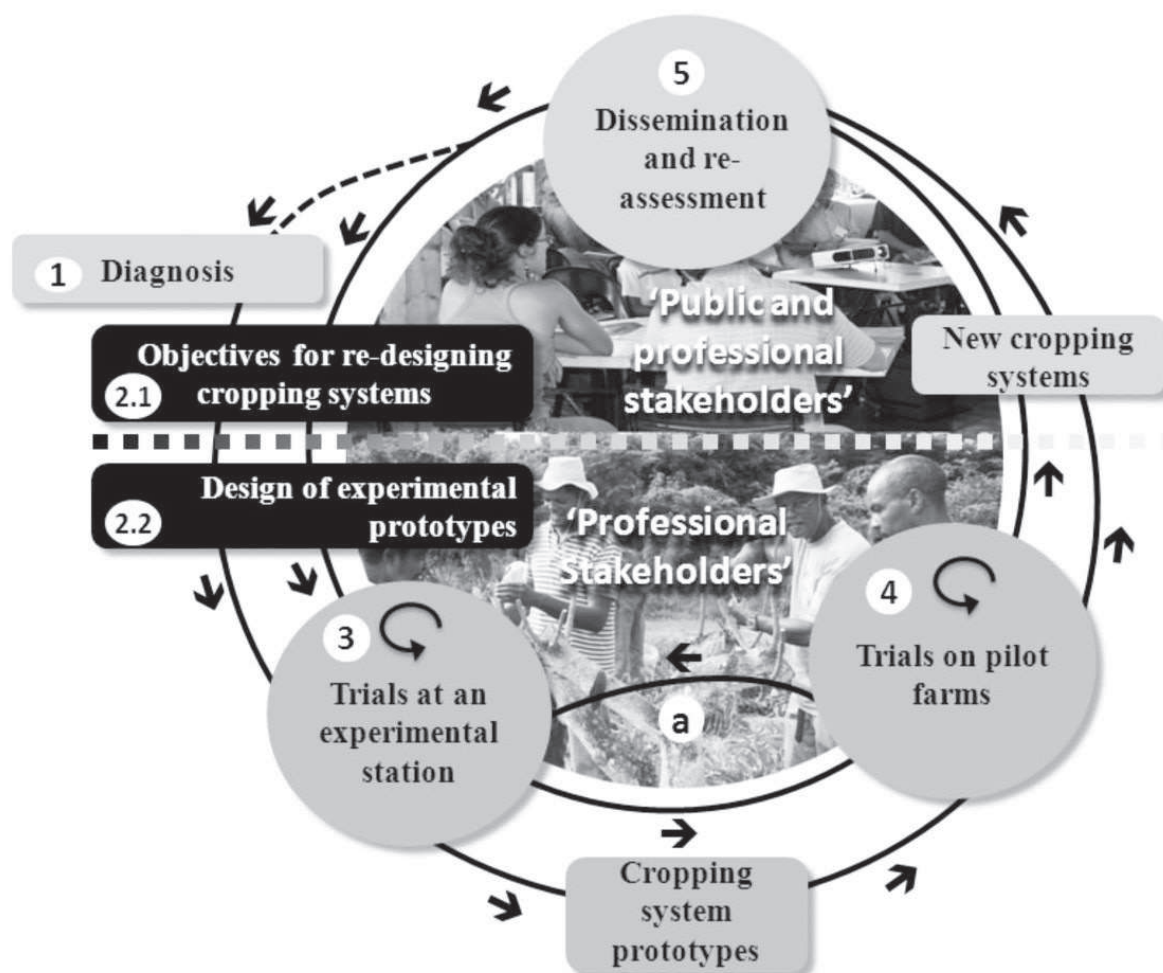 5
Dissemination
and re-
assessment
1 Diagnosis
Objectives for re-designing
2.1 cropping systems
'Public and
professional
stakeholders'
New cropping
systems
Design of experimental
2.2 prototypes
'Professional
Stakeholders'
3
Trials at an
experimental
station
4
Trials on pilot
farms
a
Cropping
system
prototypes